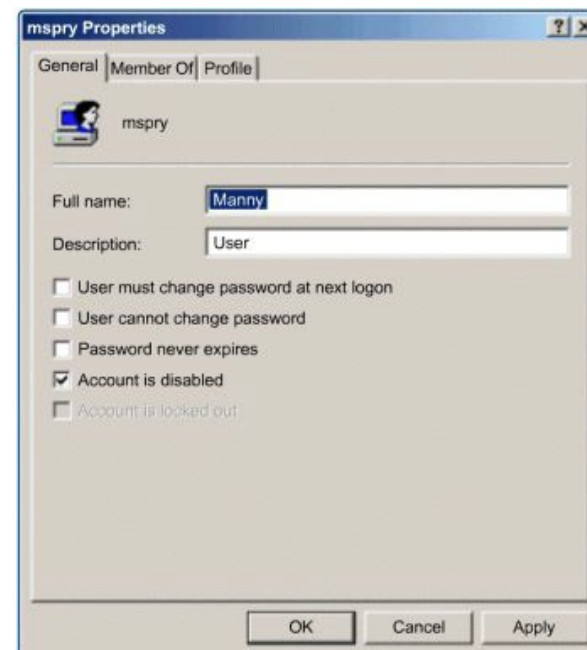 mspry Properties
General Member Of Profile
mspry
Full name: Manny
Description: User
User must change password at next logon
User cannot change password
Password never expires
Account is disabled
Account is locked out
OK Cancel Apply